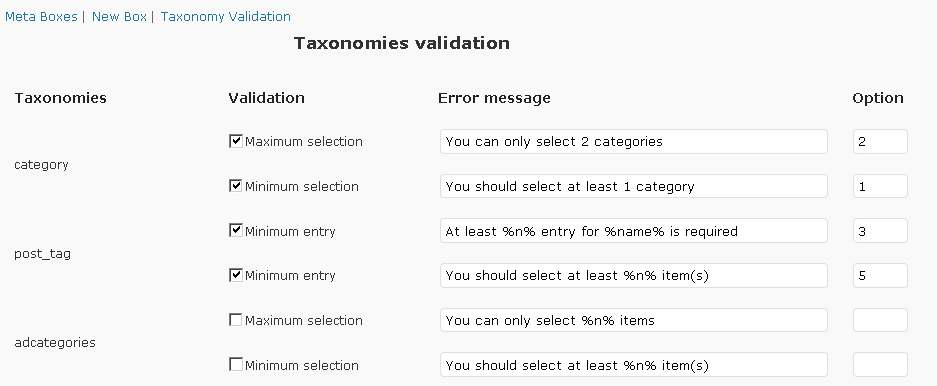 Meta Boxes | New Box | Taxonomy Validation
Taxonomies validation
Taxonomies Validation Error message Option
Maximum selection You can only select 2 categories 2
category
Minimum selection You should select at least 1 category 1
Minimum entry At least %n% entry for %name% is required 3
post_tag
Minimum entry You should select at least %n% item(s) 5
Maximum selection You can only select %n% items
adcategories
Minimum selection You should select at least %n% item(s)